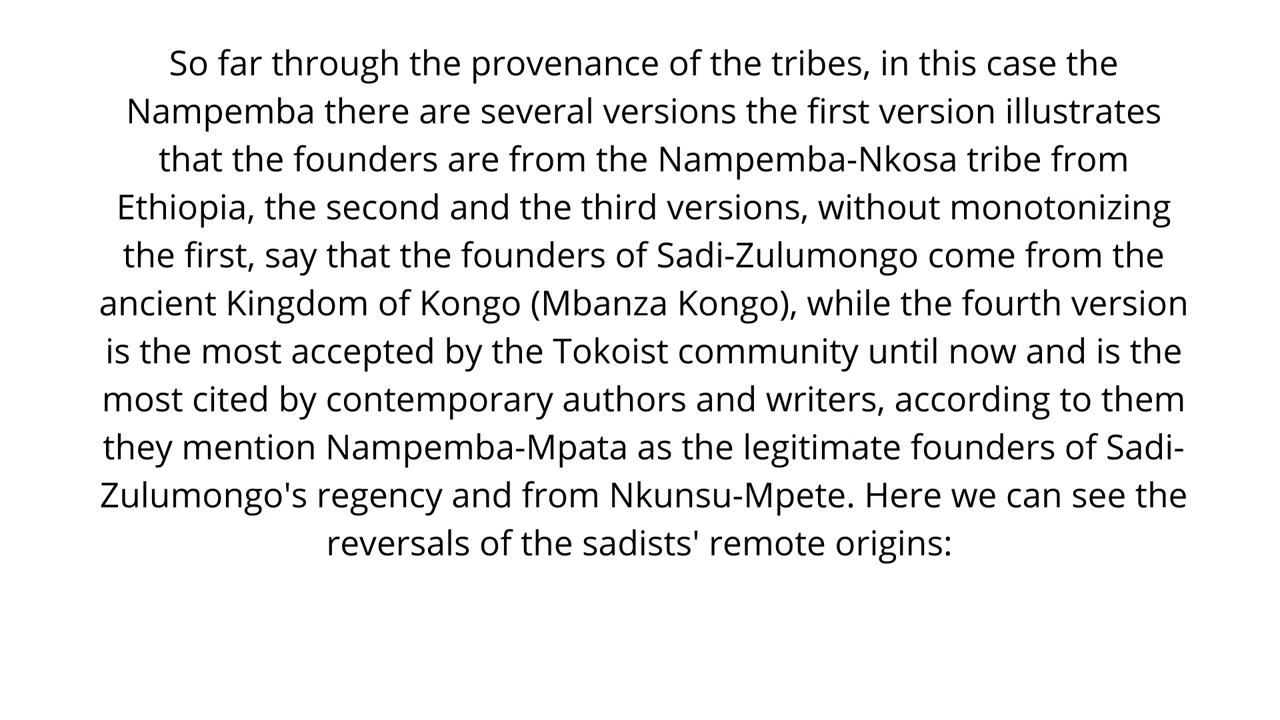 So far through the provenance of the tribes, in this case the
Nampemba there are several versions the first version illustrates
that the founders are from the Nampemba-Nkosa tribe from
Ethiopia, the second and the third versions, without monotonizing
the first, say that the founders of Sadi-Zulumongo come from the
ancient Kingdom of Kongo (Mbanza Kongo), while the fourth version
is the most accepted by the Tokoist community until now and is the
most cited by contemporary authors and writers, according to them
they mention Nampemba-Mpata as the legitimate founders of Sadi-
Zulumongo's regency and from Nkunsu-Mpete. Here we can see the
reversals of the sadists' remote origins: